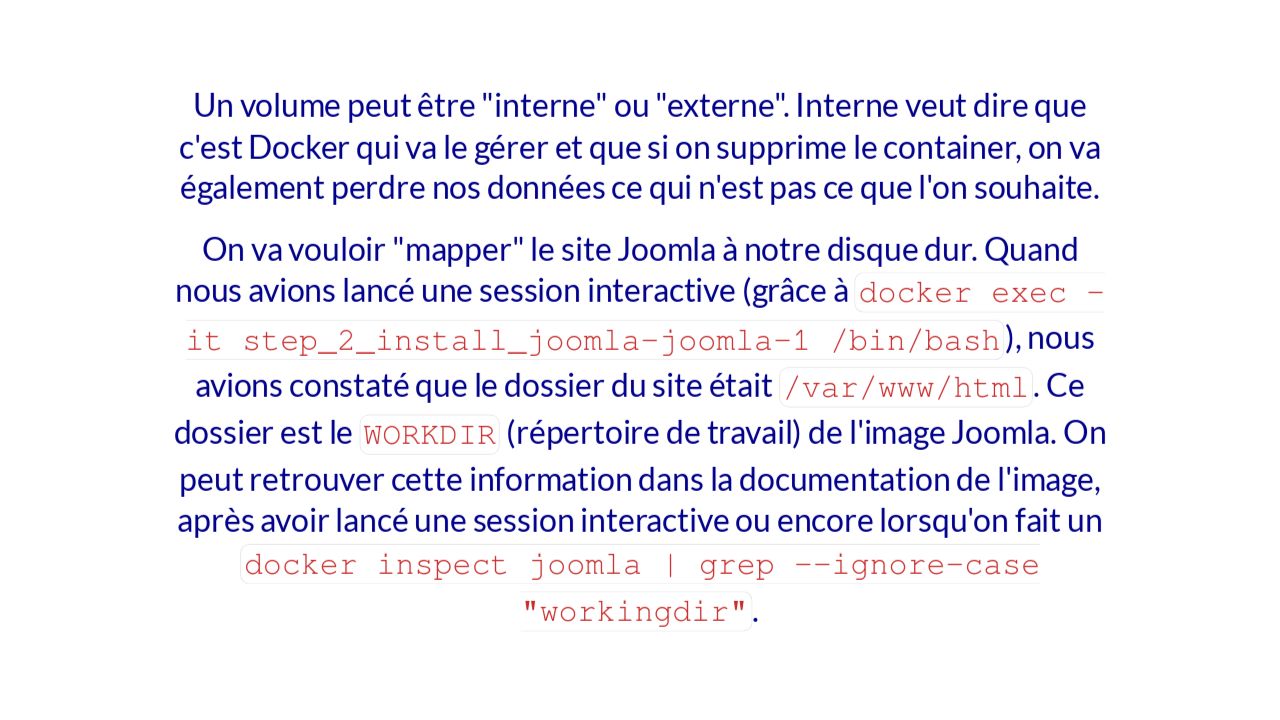 Un volume peut être "interne" ou "externe". Interne veut dire que
c'est Docker qui va le gérer et que si on supprime le container, on va
également perdre nos données ce qui n'est pas ce que l'on souhaite.
On va vouloir "mapper" le site Joomla à notre disque dur. Quand
nous avions lancé une session interactive (grâce à docker exec -
it step_2_install_joomla-joomla-1 /bin/bash), nous
avions constaté que le dossier du site était /var/www/html. Ce
dossier est le WORKDIR (répertoire de travail) de l'image Joomla. On
peut retrouver cette information dans la documentation de l'image,
après avoir lancé une session interactive ou encore lorsqu'on fait un
docker inspect joomla | grep --ignore-case
"workingdir".